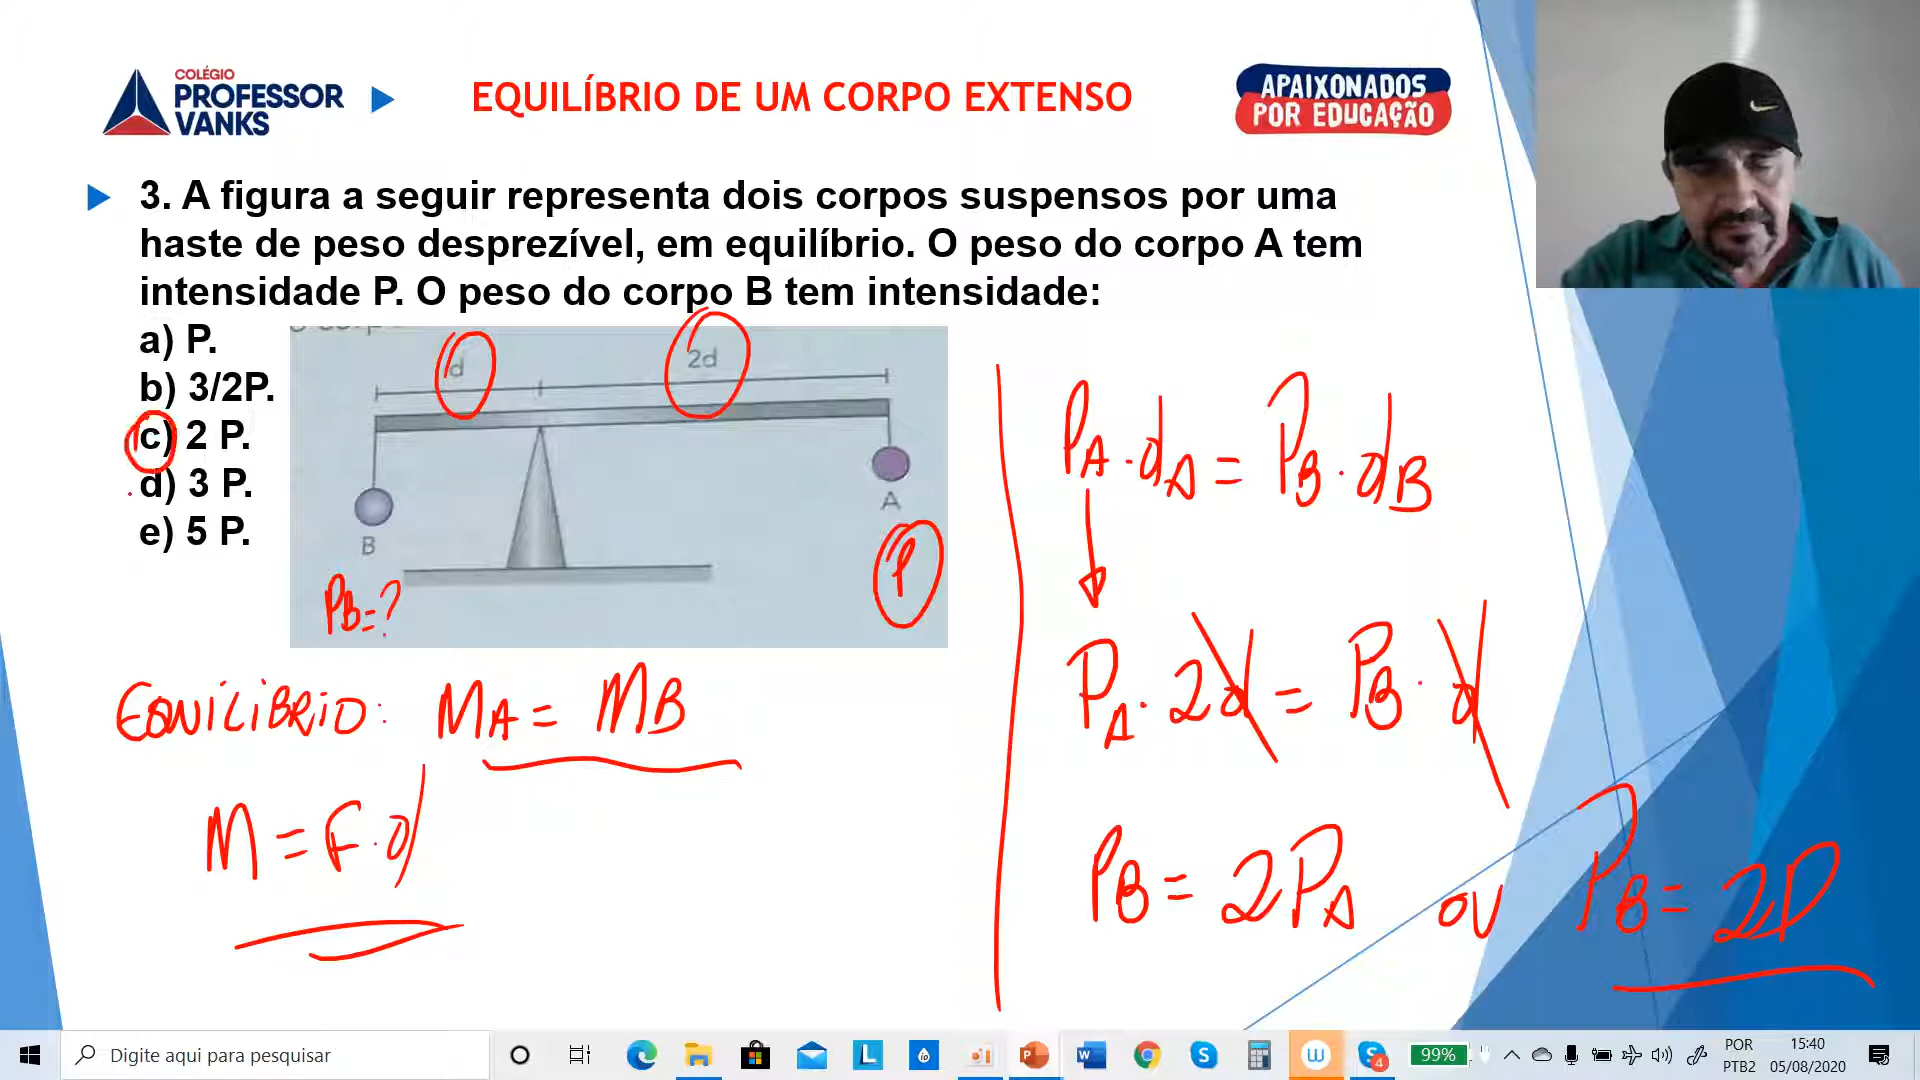 COLÉGIO
PROFESSOR
VANKS
EQUILÍBRIO DE UM CORPO EXTENSO
APAIXONADOS
POR EDUCAÇÃO
3. A figura a seguir representa dois corpos suspensos por uma
haste de peso desprezível, em equilíbrio. O peso do corpo A tem
intensidade P. O peso do corpo B tem intensidade:
a) P.
b) 3/2P.
c) 2 P.
d) 3 P.
e) 5 P.
d
2d
A
B
P
PB=?
EQUILIBRIO: MA = MB
M = F.d
PA . dA = PB . dB
PA . 2d = PB . d
PB = 2PA ou PB = 2P
Digite aqui para pesquisar
99%
POR
PTB2
15:40
05/08/2020
4